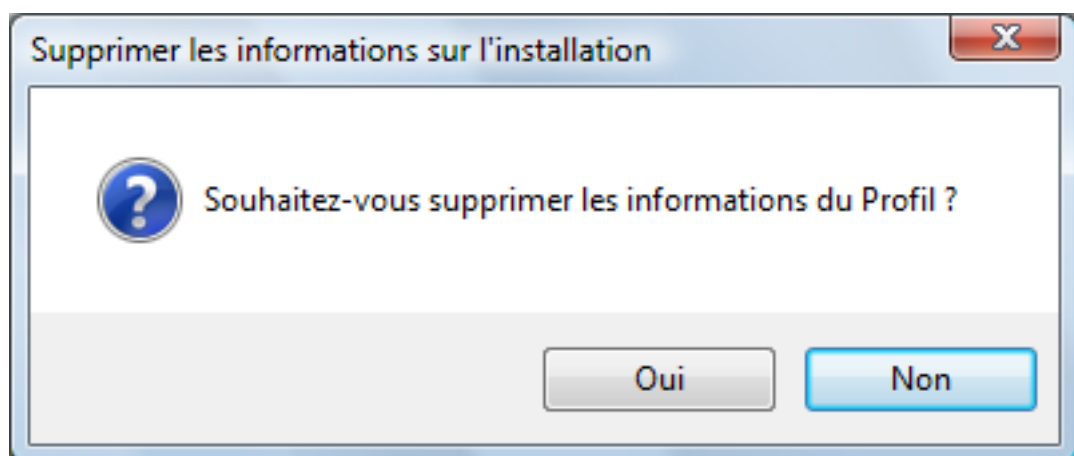 Supprimer les informations sur l'installation
Souhaitez-vous supprimer les informations du Profil ?
Oui
Non